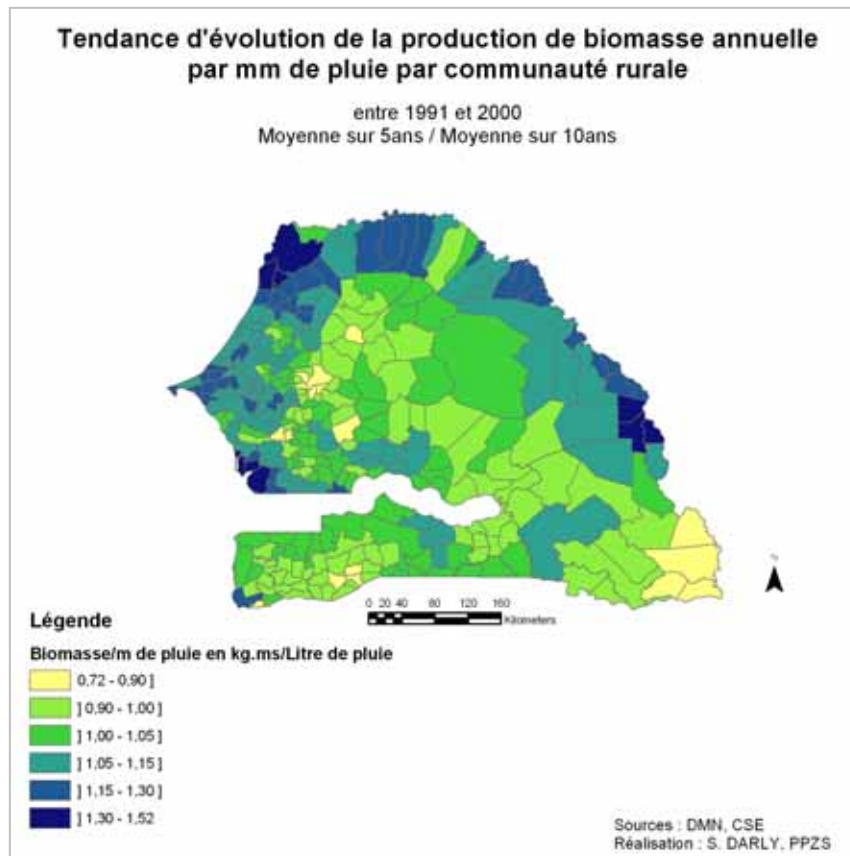 Tendance d'évolution de la production de biomasse annuelle
par mm de pluie par communauté rurale
entre 1991 et 2000
Moyenne sur 5ans / Moyenne sur 10ans
0 20 40 80 120 160
Kilometers
Légende
Biomasse/m de pluie en kg.ms/Litre de pluie
0,72 - 0,90 ]
] 0,90 - 1,00 ]
] 1,00 - 1,05 ]
] 1,05 - 1,15 ]
] 1,15 - 1,30 ]
] 1,30 - 1,52
Sources : DMN, CSE
Réalisation : S. DARLY, PPZS